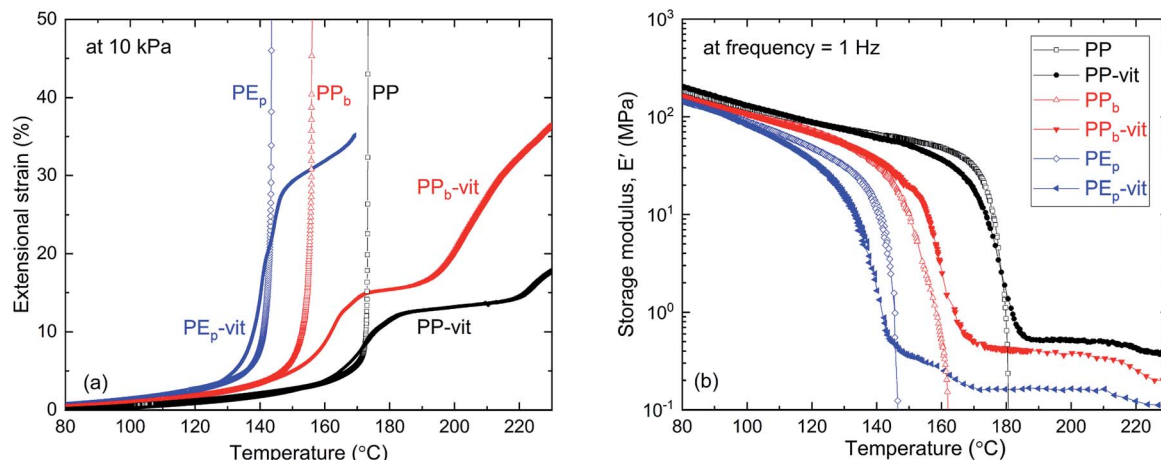 at 10 kPa
PEp
PPb
PP
PPb-vit
PEp-vit
PP-vit
(a)
Extensional strain (%)
50
40
30
20
10
0
80 100 120 140 160 180 200 220
Temperature (°C)
at frequency = 1 Hz
PP
PP-vit
PPb
PPb-vit
PEp
PEp-vit
(b)
Storage modulus, E′ (MPa)
10³
10²
10¹
10⁰
10⁻¹
80 100 120 140 160 180 200 220
Temperature (°C)